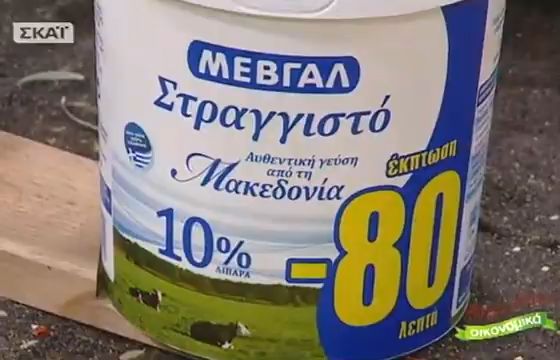 ΣΚΑΪ
ΜΕΒΓΑΛ
Στραγγιστό
Αυθεντική γεύση
από τη
Μακεδονία
10%
ΛΙΠΑΡΑ
έκπτωση
-80
λεπτά
οικονομικά